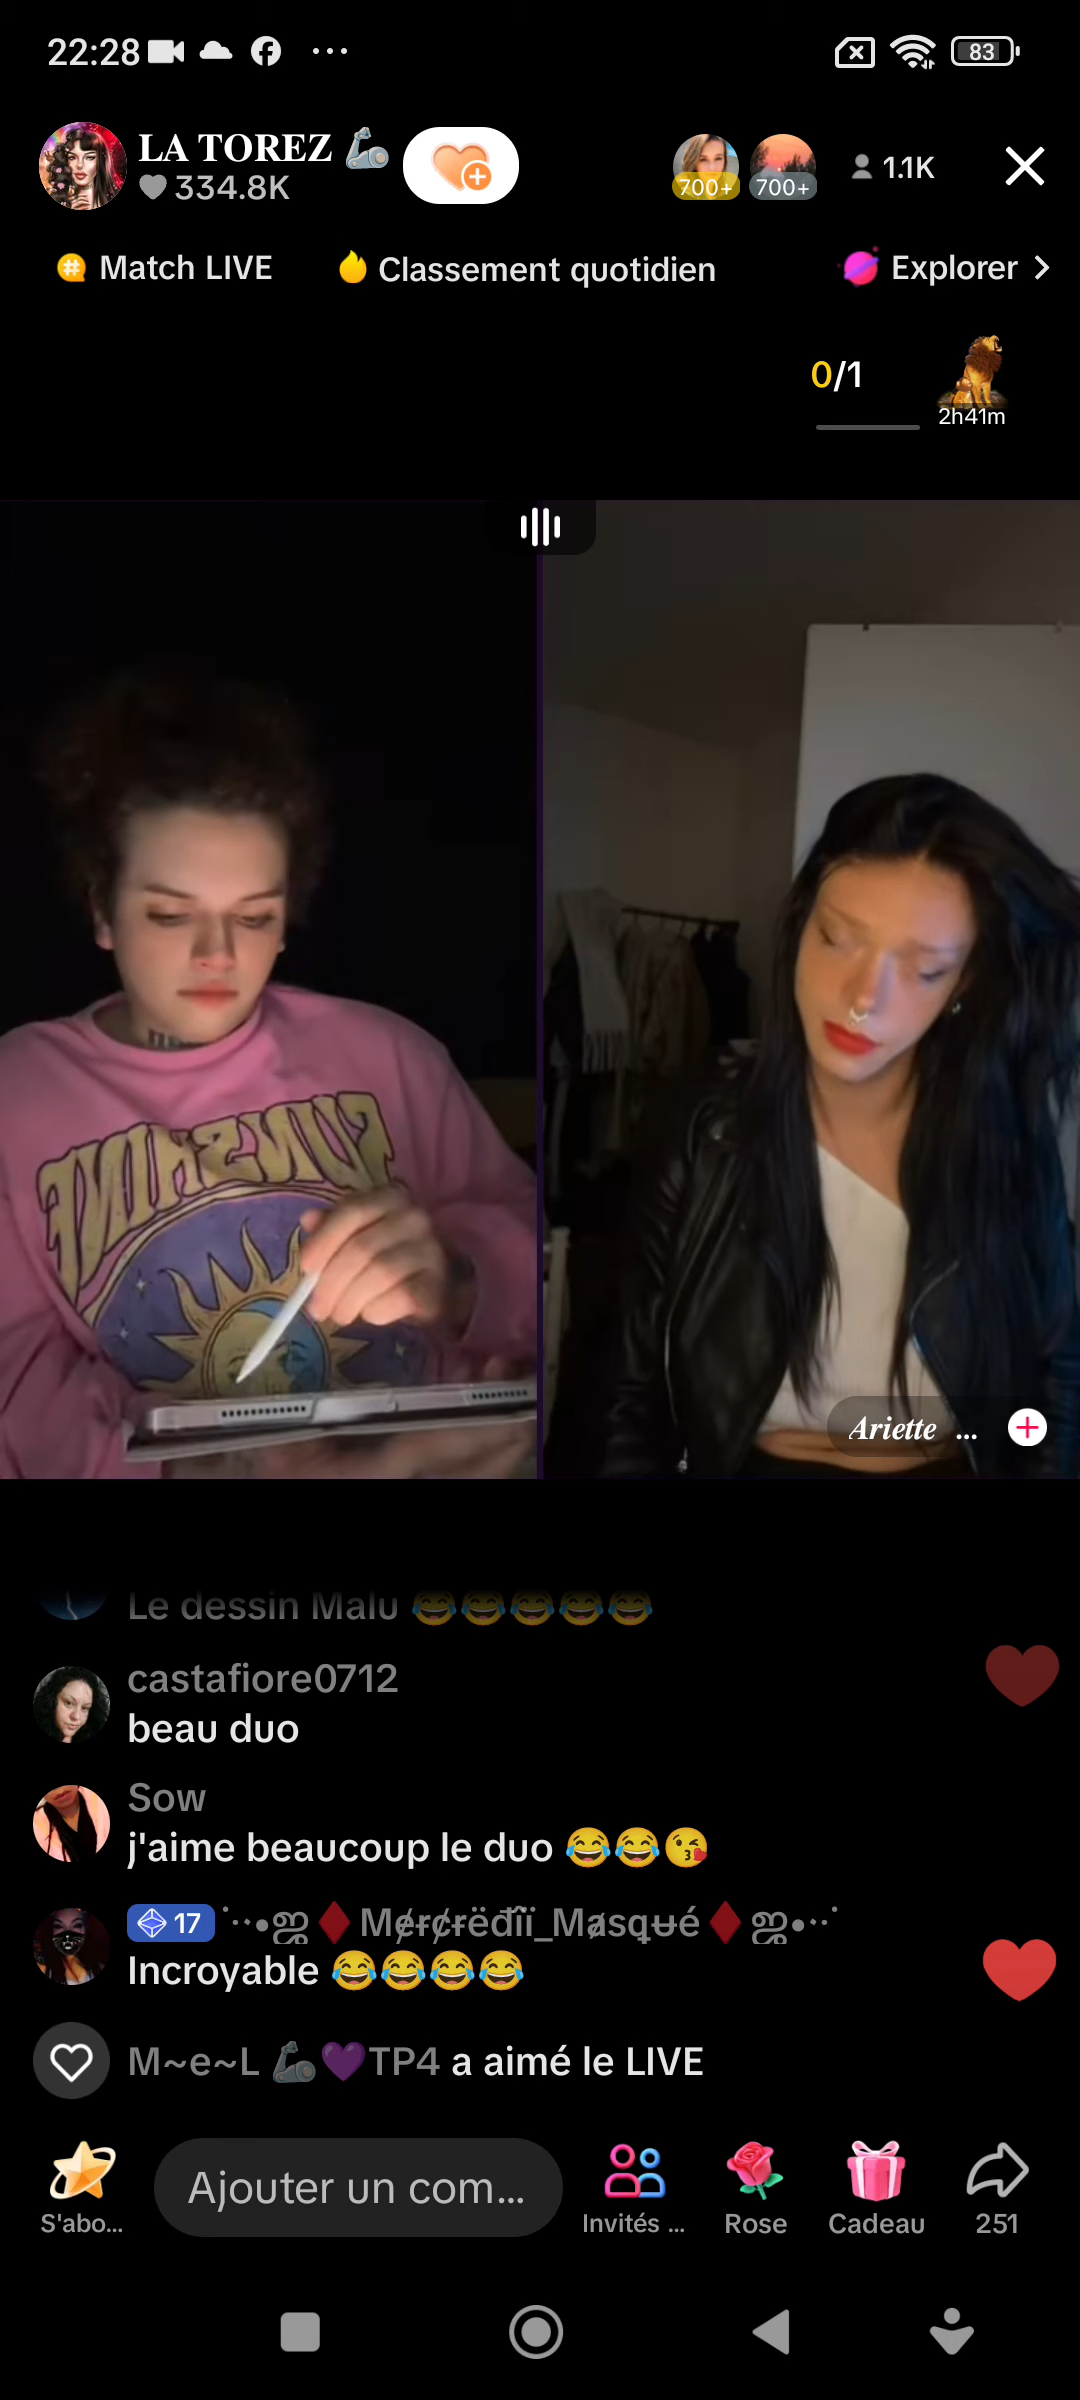 22:28
83
LA TOREZ 🦾
334.8K
700+
700+
1.1K
Match LIVE
Classement quotidien
Explorer
0/1
2h41m
SUNSHINE
Ariette ...
Le dessin Malu 😂😂😂😂😂
castafiore0712
beau duo
Sow
j'aime beaucoup le duo 😂😂😘
17 ˙·•ஜ♦️Mɇɍȼɍëđïi_MȺsqʉé♦️ஜ•·˙
Incroyable 😂😂😂😂
M~e~L 🦾💜TP4 a aimé le LIVE
Ajouter un com...
S'abo...
Invités ...
Rose
Cadeau
251